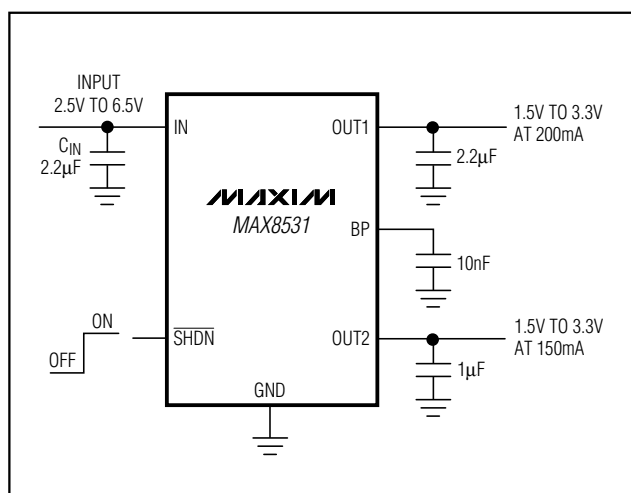 INPUT
2.5V TO 6.5V
C_IN
2.2µF
IN
OUT1
1.5V TO 3.3V
AT 200mA
2.2µF
MAXIM
MAX8531
BP
10nF
ON
OFF
SHDN
OUT2
1.5V TO 3.3V
AT 150mA
1µF
GND